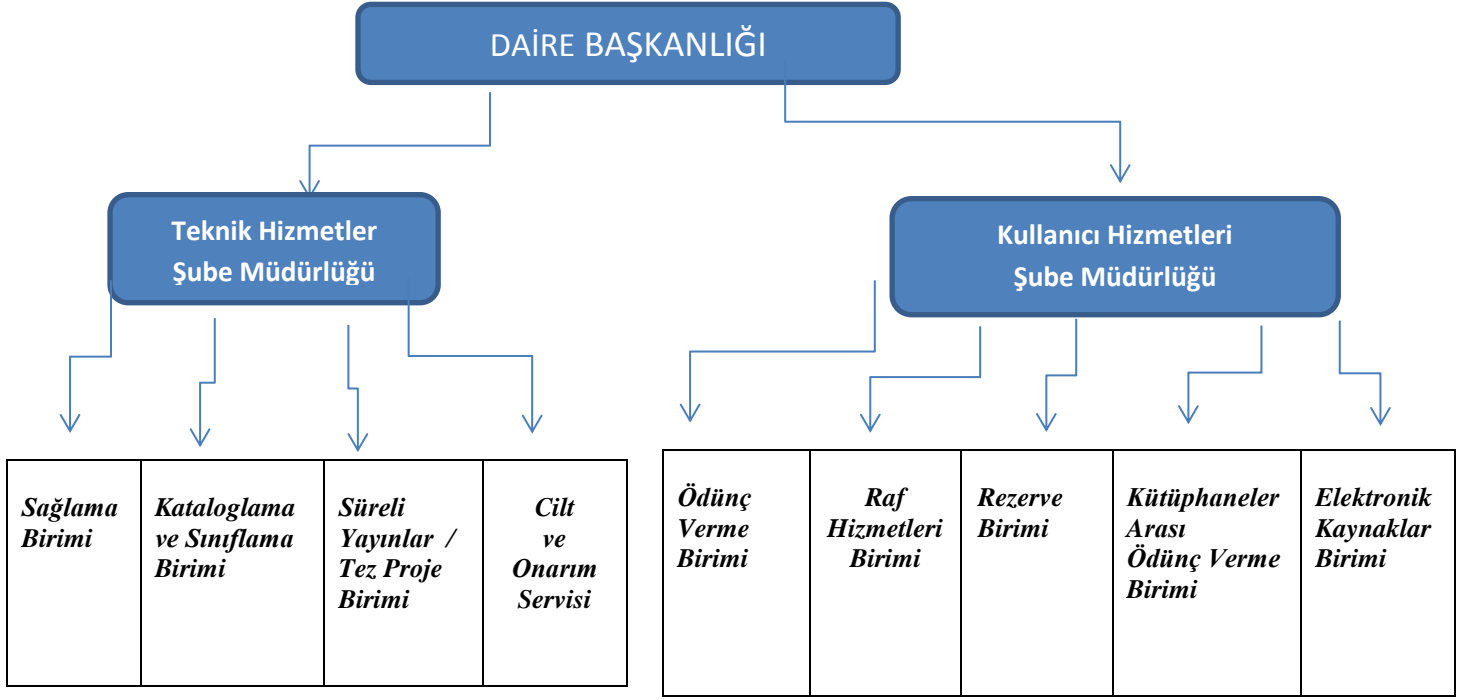 DAİRE BAŞKANLIĞI
Teknik Hizmetler
Şube Müdürlüğü
Kullanıcı Hizmetleri
Şube Müdürlüğü
Sağlama
Birimi
Kataloglama
ve Sınıflama
Birimi
Süreli
Yayınlar /
Tez Proje
Birimi
Cilt
ve
Onarım
Servisi
Ödünç
Verme
Birimi
Raf
Hizmetleri
Birimi
Rezerve
Birimi
Kütüphaneler
Arası
Ödünç Verme
Birimi
Elektronik
Kaynaklar
Birimi